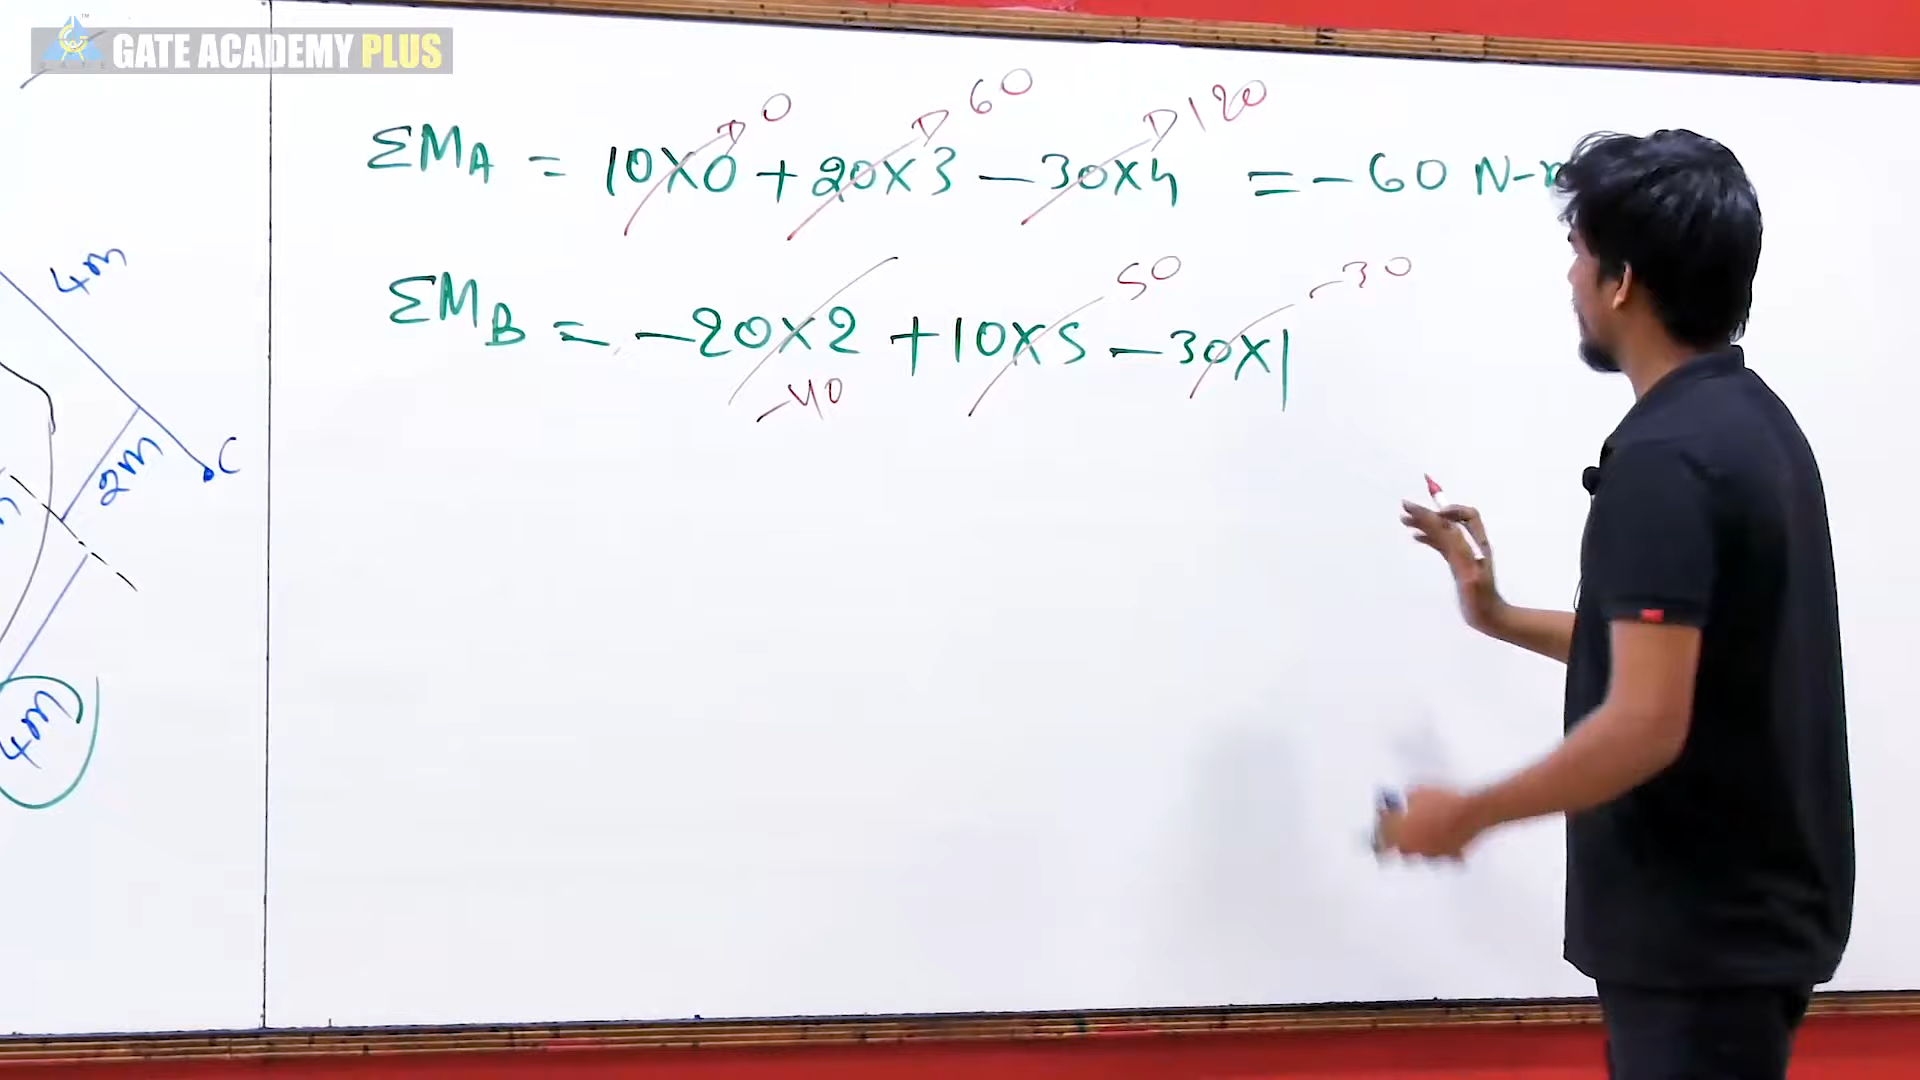 GATE ACADEMY PLUS
0 60 120
ΣMA = 10×0 + 20×3 - 30×4 = -60 N-
50 -30
ΣMB = -20×2 + 10×5 - 30×1
-40
4m
2m
C
4m